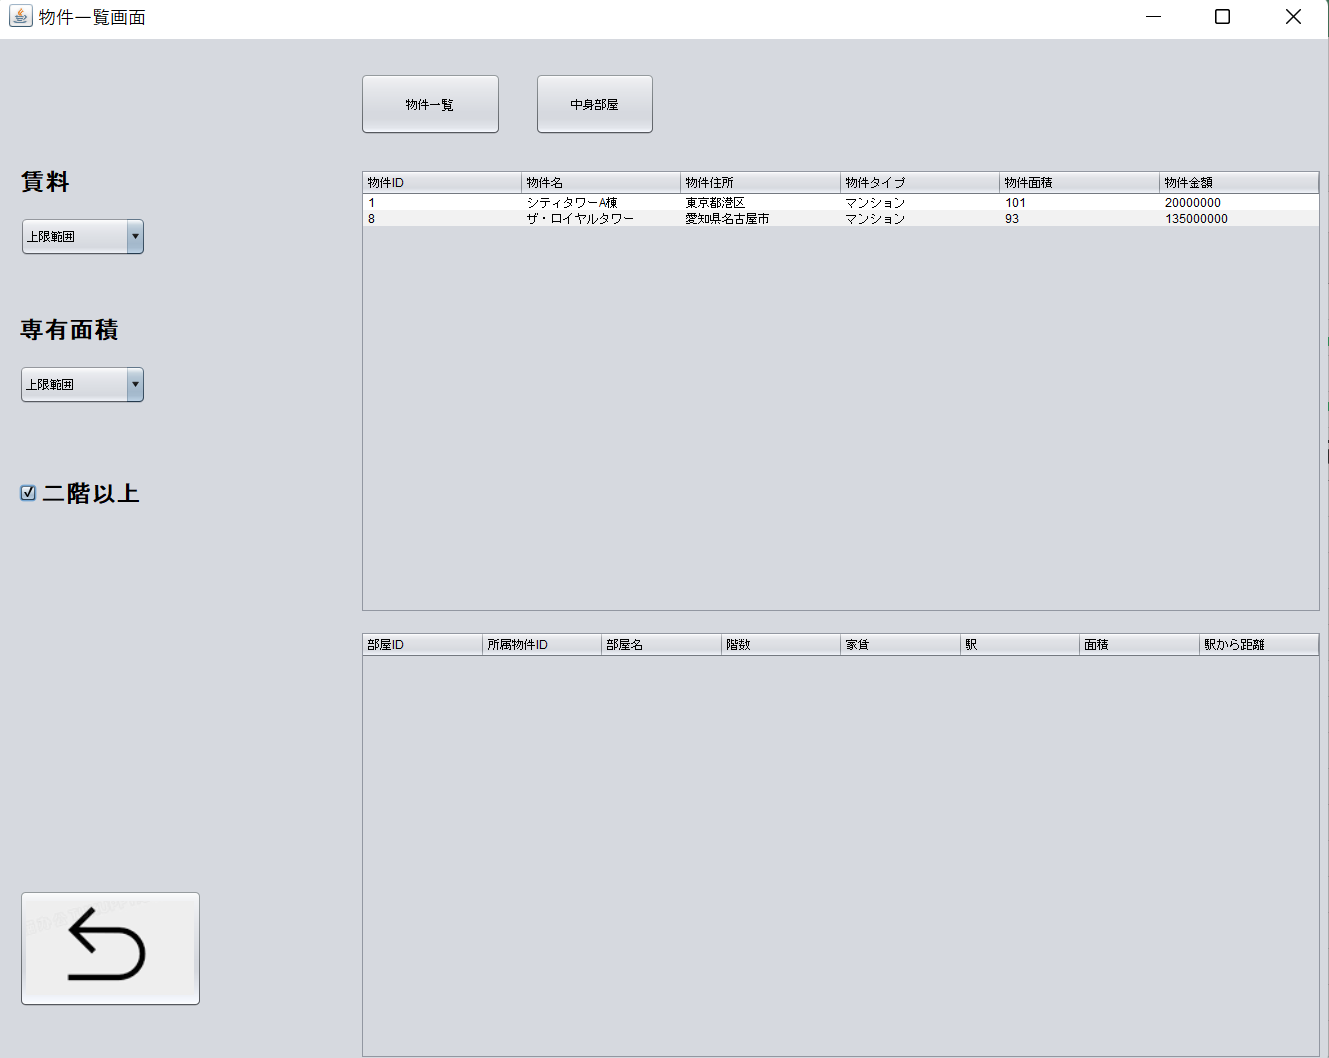 物件一覧画面
物件一覧
中身部屋
賃料
上限範囲
専有面積
上限範囲
二階以上
物件ID 物件名 物件住所 物件タイプ 物件面積 物件金額
1 シティタワーA棟 東京都港区 マンション 101 20000000
8 ザ・ロイヤルタワー 愛知県名古屋市 マンション 93 135000000
部屋ID 所属物件ID 部屋名 階数 家賃 駅 面積 駅から距離